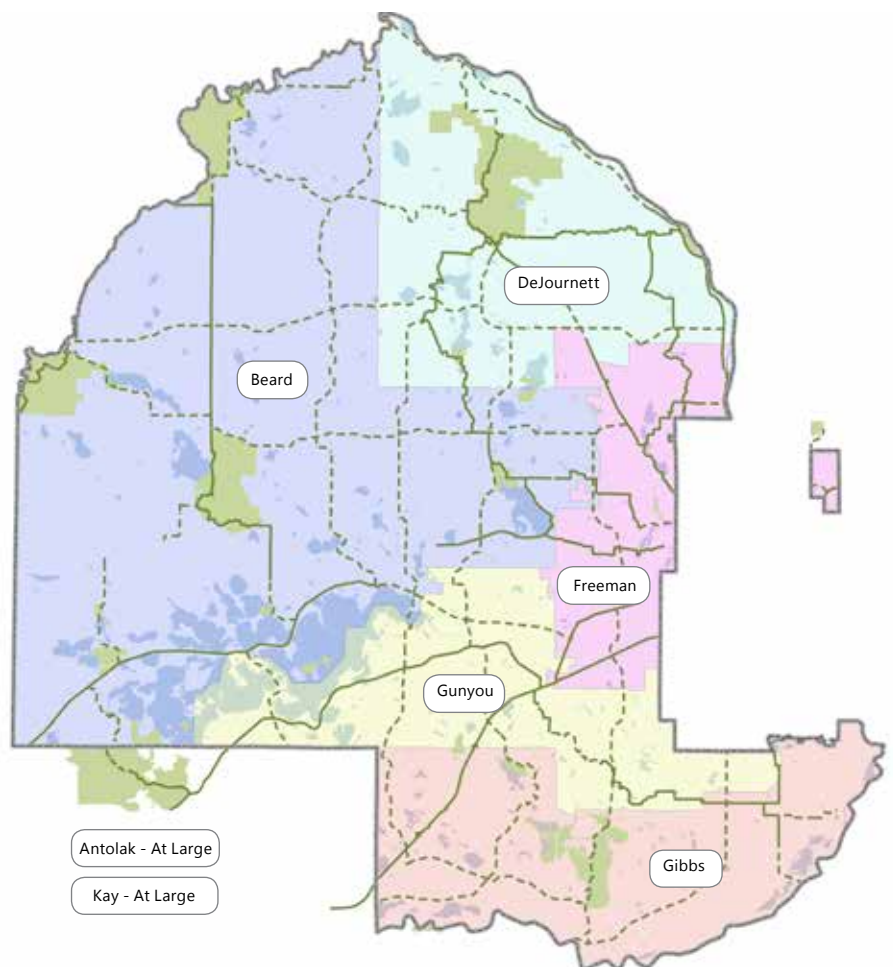 DeJournett
Beard
Freeman
Gunyou
Antolak - At Large
Gibbs
Kay - At Large